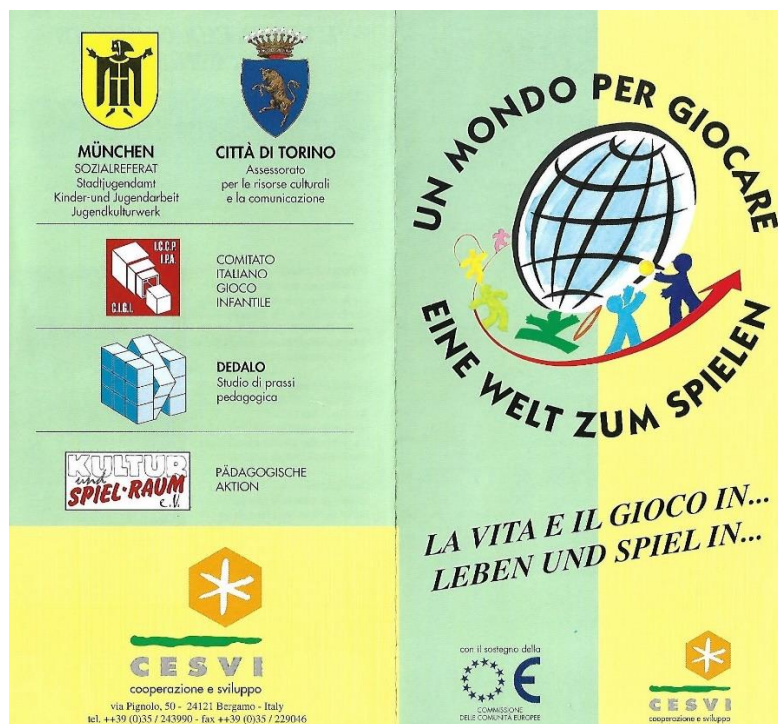 MÜNCHEN
SOZIALREFERAT
Stadtjugendamt
Kinder-und Jugendarbeit
Jugendkulturwerk
CITTÀ DI TORINO
Assessorato
per le risorse culturali
e la comunicazione
I.C.C.P.
I.P.A.
C.I.G.I.
COMITATO
ITALIANO
GIOCO
INFANTILE
DEDALO
Studio di prassi
pedagogica
KULTUR
und
SPIEL·RAUM
e.V.
PÄDAGOGISCHE
AKTION
CESVI
cooperazione e sviluppo
via Pignolo, 50 - 24121 Bergamo - Italy
tel. ++39 (0)35 / 243990 - fax ++39 (0)35 / 229046
UN MONDO PER GIOCARE
EINE WELT ZUM SPIELEN
LA VITA E IL GIOCO IN...
LEBEN UND SPIEL IN...
con il sostegno della
COMMISSIONE
DELLE COMUNITÀ EUROPEE
CESVI
cooperazione e sviluppo